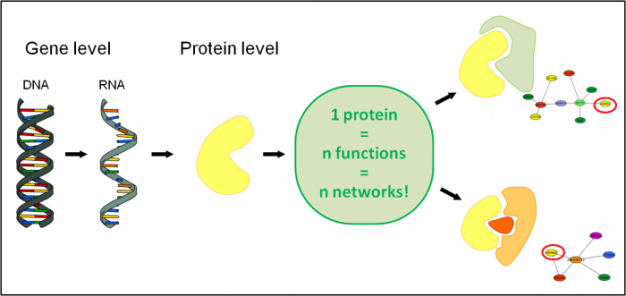 Gene level
Protein level
DNA
RNA
1 protein
=
n functions
=
n networks!